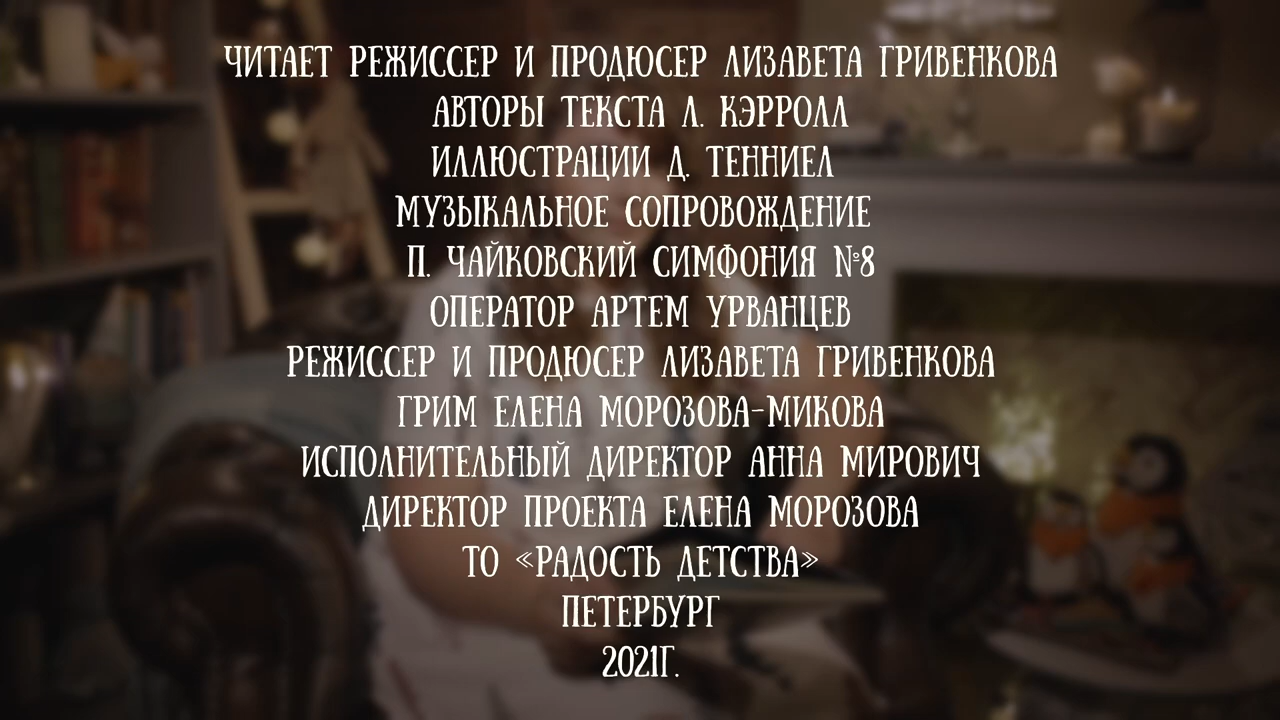 ЧИТАЕТ РЕЖИССЕР И ПРОДЮСЕР ЛИЗАВЕТА ГРИВЕНКОВА
АВТОРЫ ТЕКСТА Л. КЭРРОЛЛ
ИЛЛЮСТРАЦИИ Д. ТЕННИЕЛ
МУЗЫКАЛЬНОЕ СОПРОВОЖДЕНИЕ
П. ЧАЙКОВСКИЙ СИМФОНИЯ №8
ОПЕРАТОР АРТЕМ УРВАНЦЕВ
РЕЖИССЕР И ПРОДЮСЕР ЛИЗАВЕТА ГРИВЕНКОВА
ГРИМ ЕЛЕНА МОРОЗОВА-МИКОВА
ИСПОЛНИТЕЛЬНЫЙ ДИРЕКТОР АННА МИРОВИЧ
ДИРЕКТОР ПРОЕКТА ЕЛЕНА МОРОЗОВА
ТО «РАДОСТЬ ДЕТСТВА»
ПЕТЕРБУРГ
2021Г.